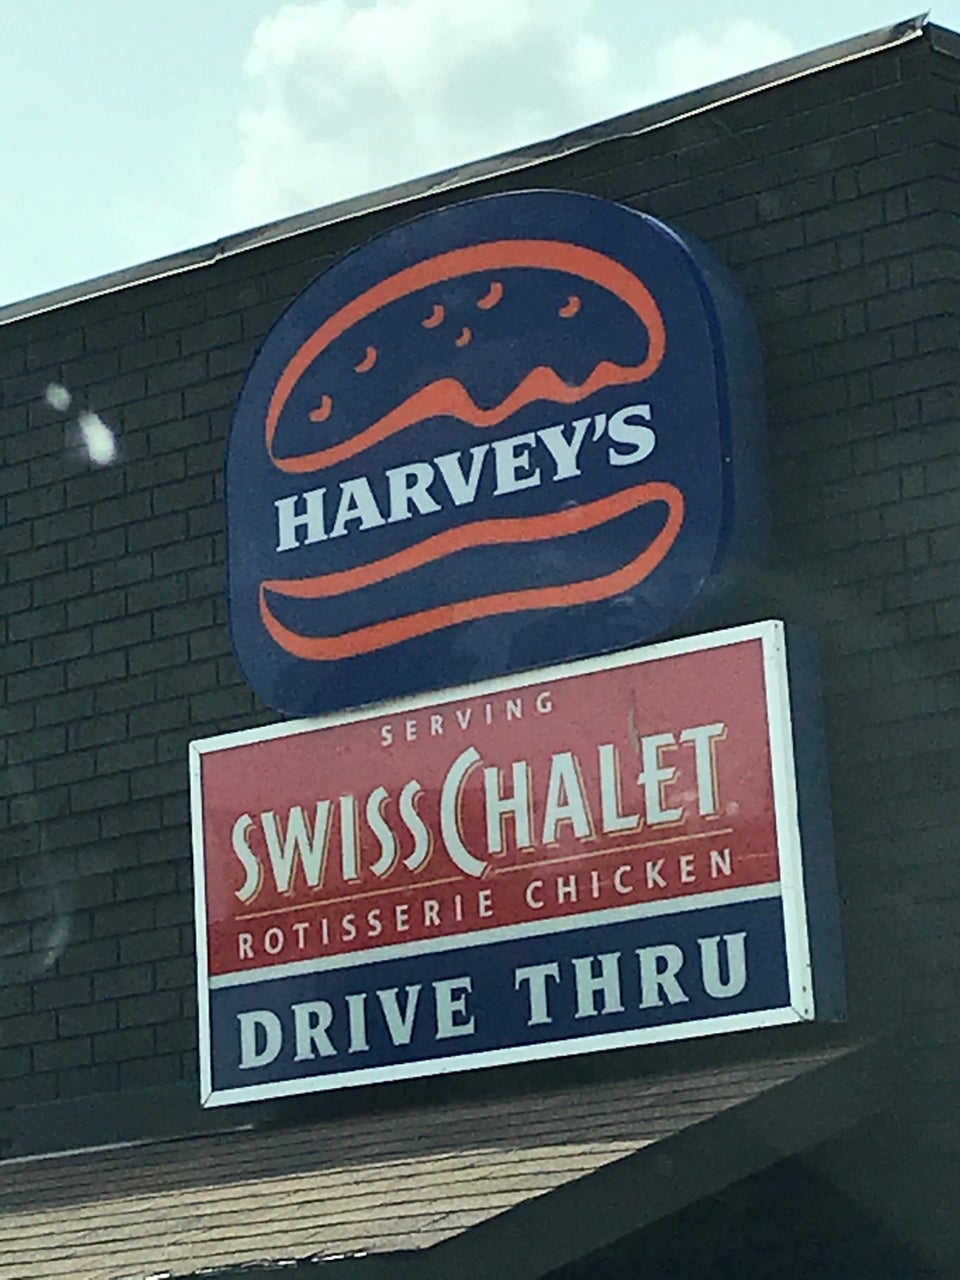 HARVEY'S
SERVING
SWISS CHALET
ROTISSERIE CHICKEN
DRIVE THRU